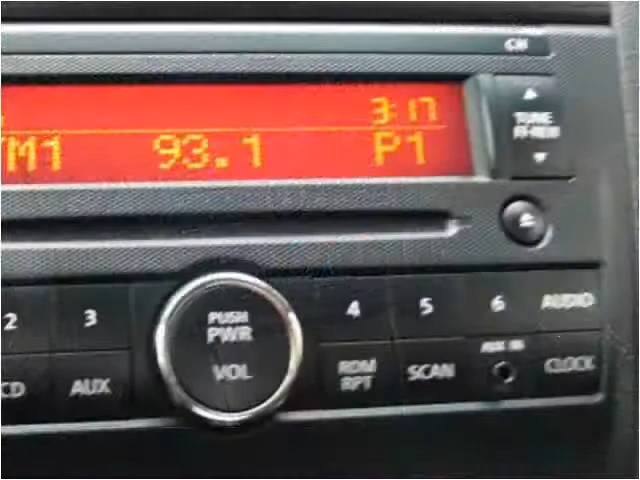 CH
3:17
FM1 93.1 P1
TUNE
FF·REW
2 3 4 5 6 AUDIO
PUSH
PWR
VOL
CD AUX RDM
RPT SCAN AUX IN CLOCK